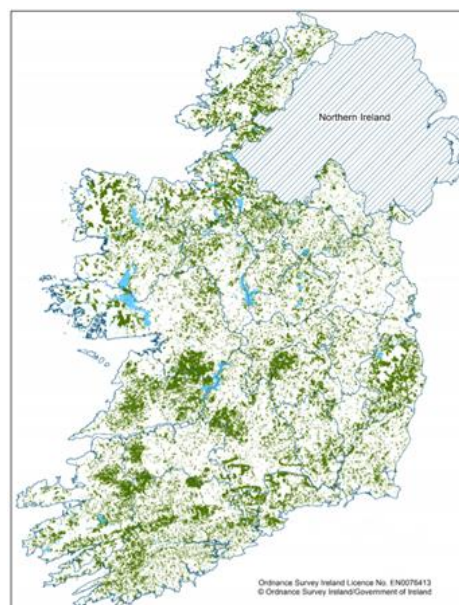 Northern Ireland
Ordnance Survey Ireland Licence No. EN0076413
© Ordnance Survey Ireland/Government of Ireland